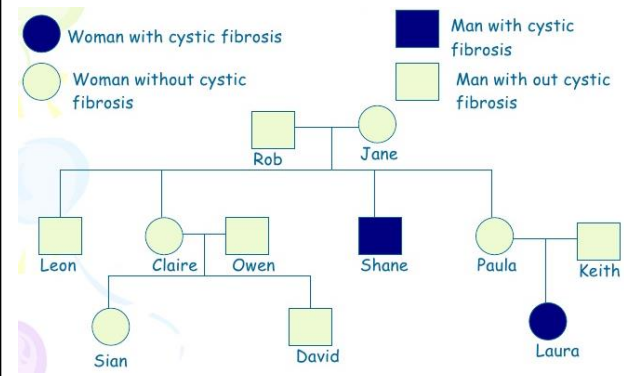 Woman with cystic fibrosis
Man with cystic
fibrosis
Woman without cystic
fibrosis
Man with out cystic
fibrosis
Rob
Jane
Leon
Claire
Owen
Shane
Paula
Keith
Sian
David
Laura